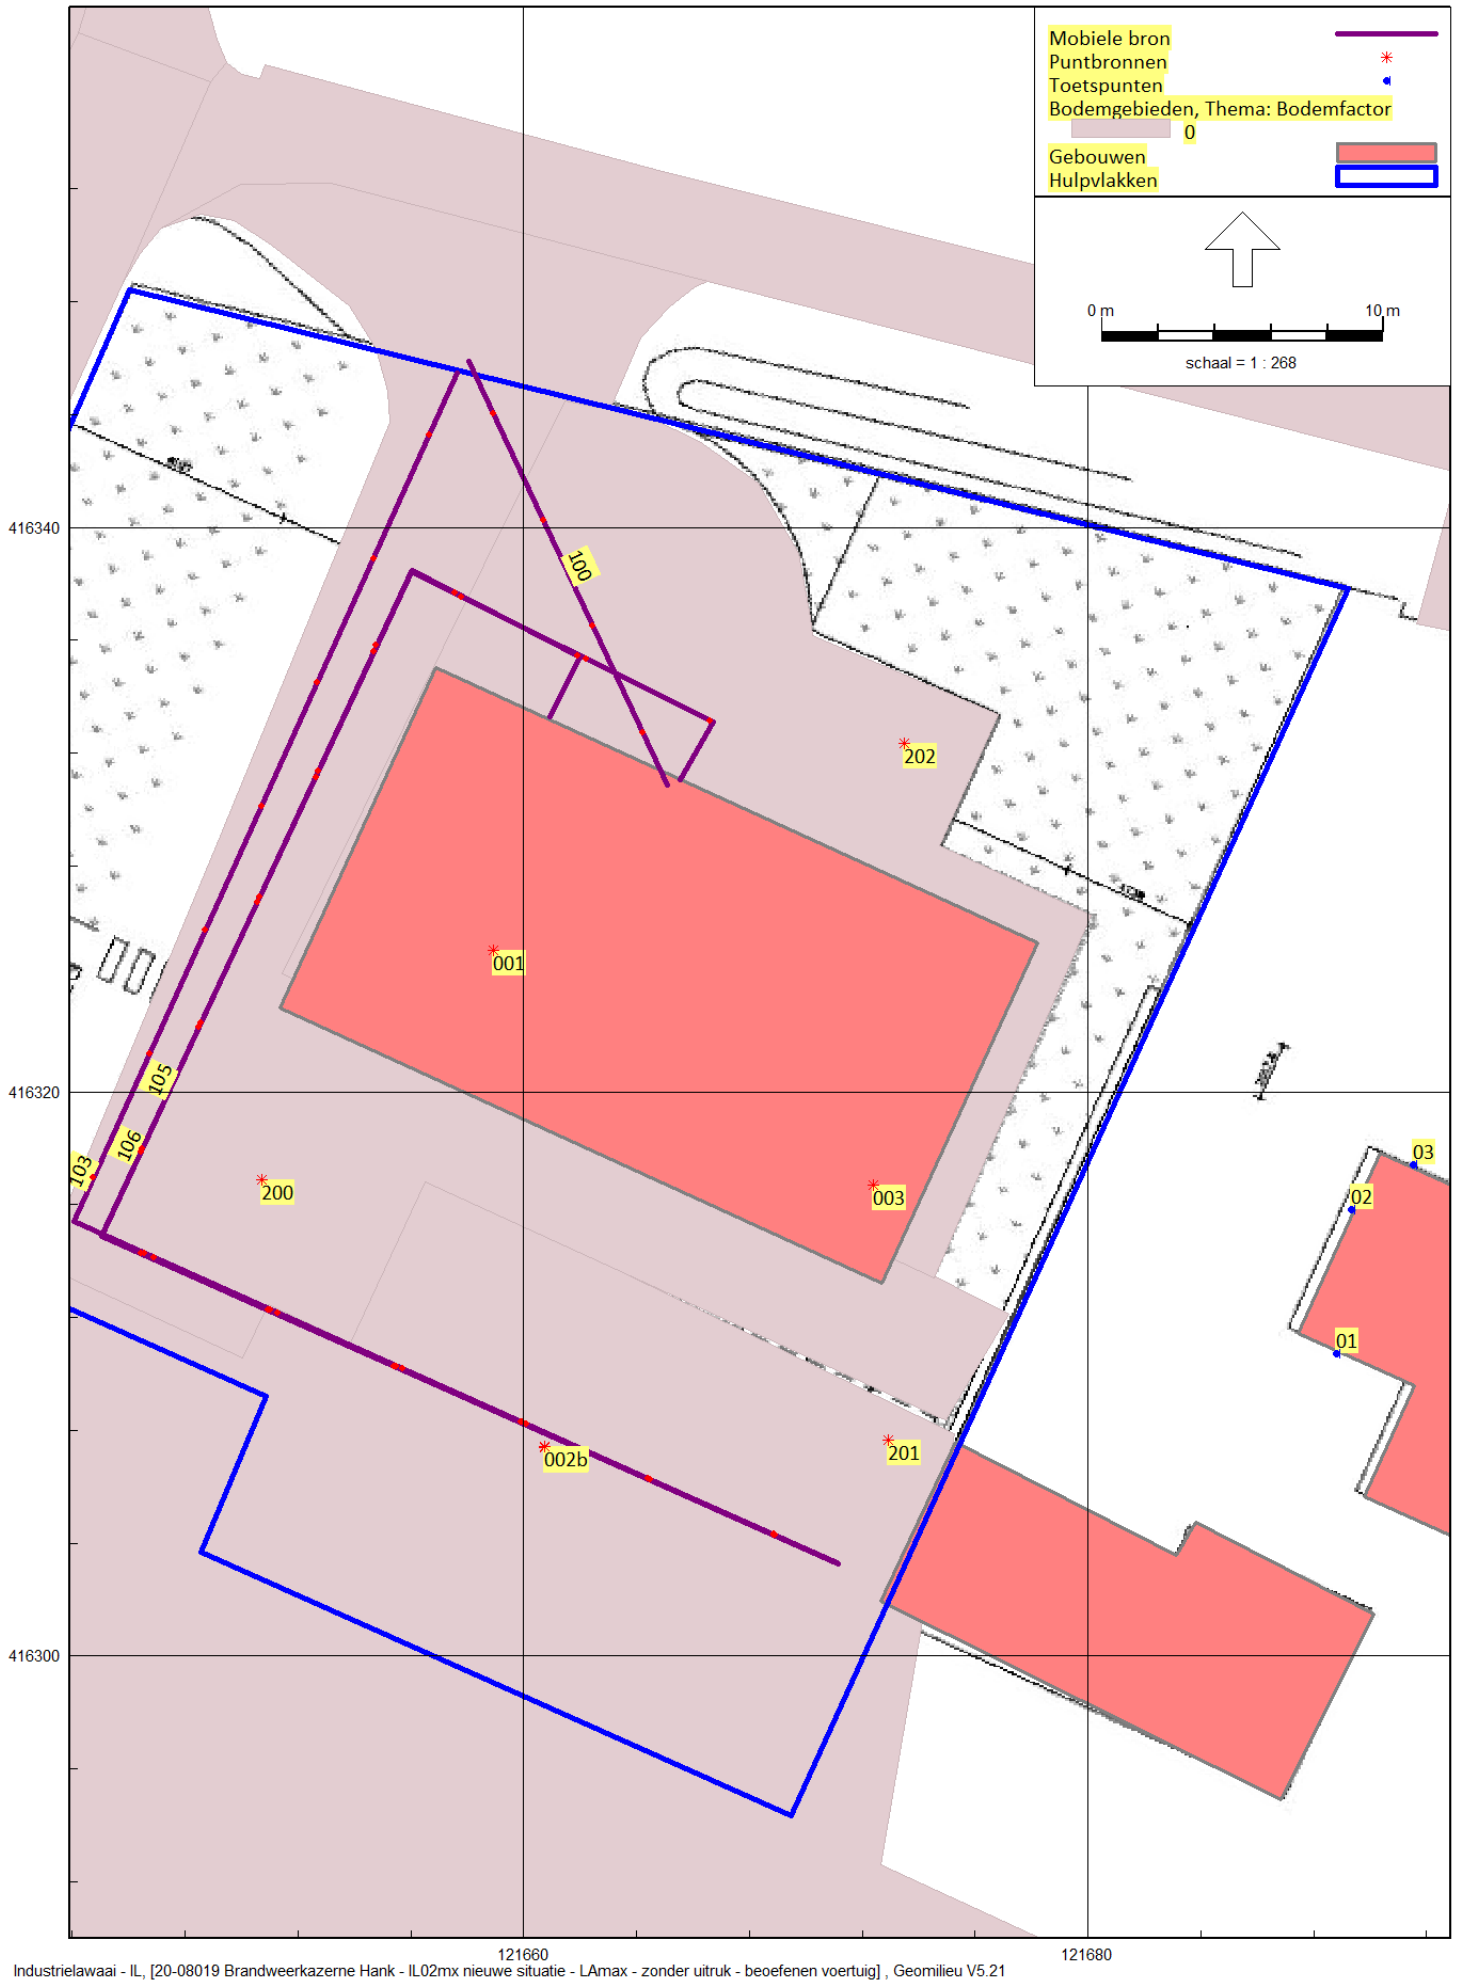 Mobiele bron
Puntbronnen
Toetspunten
Bodemgebieden, Thema: Bodemfactor
0
Gebouwen
Hulpvlakken
0 m 10 m
schaal = 1 : 268
416340
100
202
001
416320
105
106
103
200
003
03
02
01
002b
201
416300
121660 121680
Industrielawaai - IL, [20-08019 Brandweerkazerne Hank - IL02mx nieuwe situatie - LAmax - zonder uitruk - beoefenen voertuig] , Geomilieu V5.21